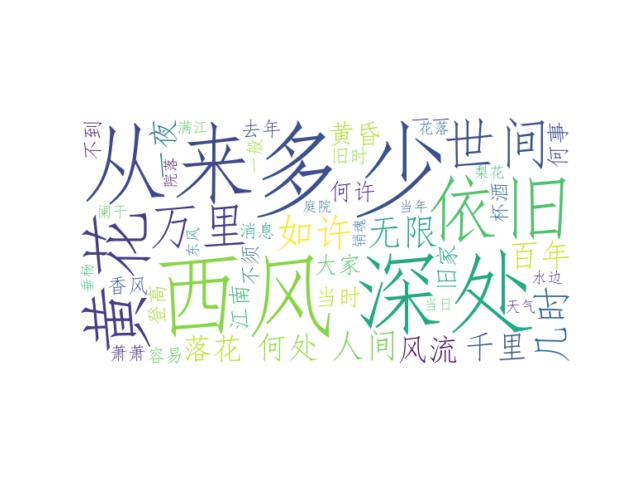 不到
一夜
满江
去年
黄昏
花落
世间
何事
从来
多少
院落
一般
旧时
何许
梨花
杯酒
依旧
阑干
黄花
万里
庭院
当年
如许
无限
东风
消息
销魂
不须
大家
旧家
百年
垂杨
香风
西风
深处
水边
登高
江南
当时
当日
天气
几时
萧萧
容易
落花
何处
人间
风流
千里